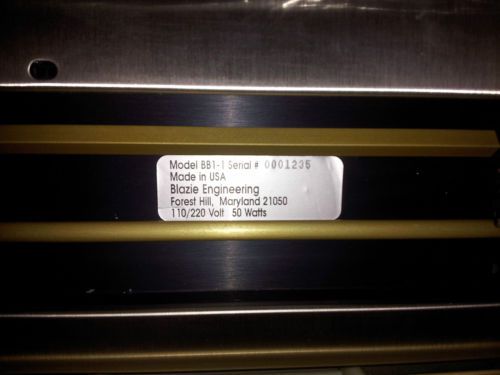 Model BB1-1 Serial # 0001235
Made in USA
Blazie Engineering
Forest Hill, Maryland 21050
110/220 Volt 50 Watts